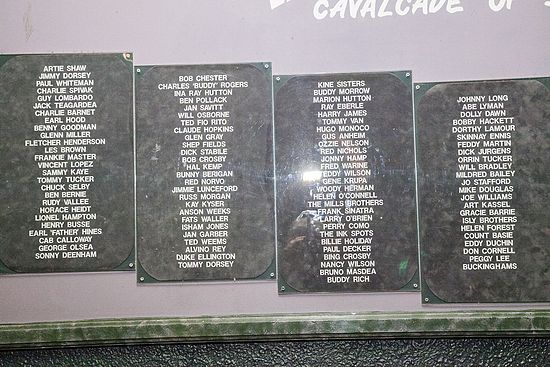 CAVALCADE OF
ARTIE SHAW
JIMMY DORSEY
PAUL WHITEMAN
CHARLIE SPIVAK
GUY LOMBARDO
JACK TEAGARDEA
CHARLIE BARNET
EARL HOOD
BENNY GOODMAN
GLENN MILLER
FLETCHER HENDERSON
LES BROWN
FRANKIE MASTER
VINCENT LOPEZ
SAMMY KAYE
TOMMY TUCKER
CHUCK SELBY
BEN BERNIE
RUDY VALLEE
HORACE HEIDT
LIONEL HAMPTON
HENRY BUSSE
EARL 'FATHER' HINES
CAB CALLOWAY
GEORGE OLSEA
SONNY DEENHAM
BOB CHESTER
CHARLES 'BUDDY' ROGERS
INA RAY HUTTON
BEN POLLACK
JAN SAVITT
WILL OSBORNE
TED FIO RITO
CLAUDE HOPKINS
GLEN GRAY
SHEP FIELDS
DICK STABILE
BOB CROSBY
HAL KEMP
BUNNY BERIGAN
RED NORVO
JIMMIE LUNCEFORD
RUSS MORGAN
KAY KYSER
ANSON WEEKS
FATS WALLER
ISHAM JONES
JAN GARBER
TED WEEMS
ALVINO REY
DUKE ELLINGTON
TOMMY DORSEY
KINE SISTERS
BUDDY MORROW
MARION HUTTON
RAY EBERLE
HARRY JAMES
TOMMY VAN
HUGO MONOCO
GUS ANHEIM
OZZIE NELSON
RED NICHOLS
JONNY HAMP
FRED WARINE
TEDDY WILSON
GENE KRUPA
WOODY HERMAN
HELEN O'CONNELL
THE MILLS BROTHERS
FRANK SINATRA
LARRY O'BRIEN
PERRY COMO
THE INK SPOTS
BILLIE HOLIDAY
PAUL DECKER
BING CROSBY
NANCY WILSON
BRUNO MASDEA
BUDDY RICH
JOHNNY LONG
ABE LYMAN
DOLLY DAWN
BOBBY HACKETT
DORTHY LAMOUR
SKINNAY ENNIS
FEDDY MARTIN
DICK JURGENS
ORRIN TUCKER
WILL BRADLEY
MILDRED BAILEY
JO STAFFORD
MIKE DOUGLAS
JOE WILLIAMS
ART KASSEL
GRACIE BARRIE
ISLY BROTHERS
HELEN FOREST
COUNT BASIE
EDDY DUCHIN
DON CORNELL
PEGGY LEE
BUCKINGHAMS